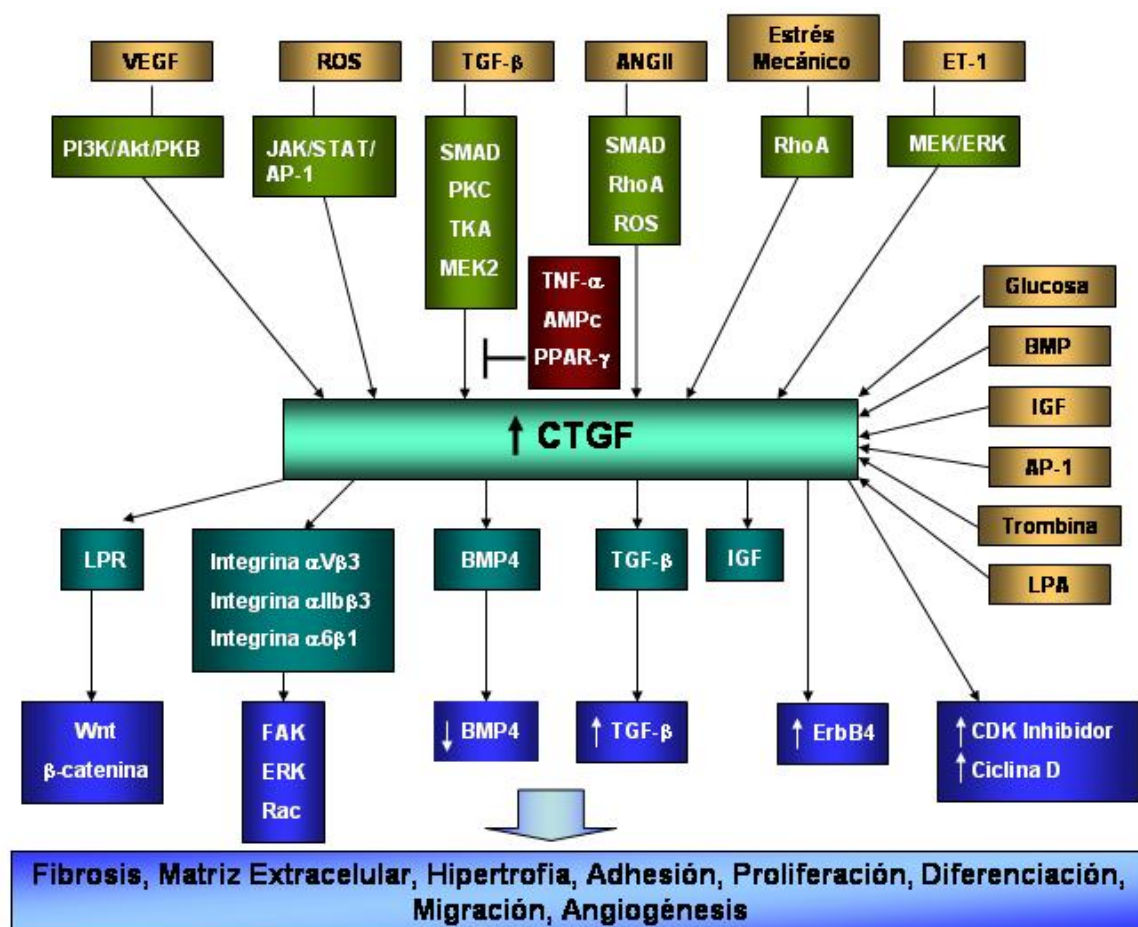 VEGF
ROS
TGF-β
ANGII
Estrés
Mecánico
ET-1
PI3K/Akt/PKB
JAK/STAT/
AP-1
SMAD
PKC
TKA
MEK2
SMAD
RhoA
ROS
RhoA
MEK/ERK
TNF-α
AMPc
PPAR-γ
Glucosa
BMP
IGF
AP-1
Trombina
LPA
↑ CTGF
LPR
Integrina αVβ3
Integrina αIIbβ3
Integrina α6β1
BMP4
TGF-β
IGF
Wnt
β-catenina
FAK
ERK
Rac
↓ BMP4
↑ TGF-β
↑ ErbB4
↑ CDK Inhibidor
↑ Ciclina D
Fibrosis, Matriz Extracelular, Hipertrofia, Adhesión, Proliferación, Diferenciación,
Migración, Angiogénesis